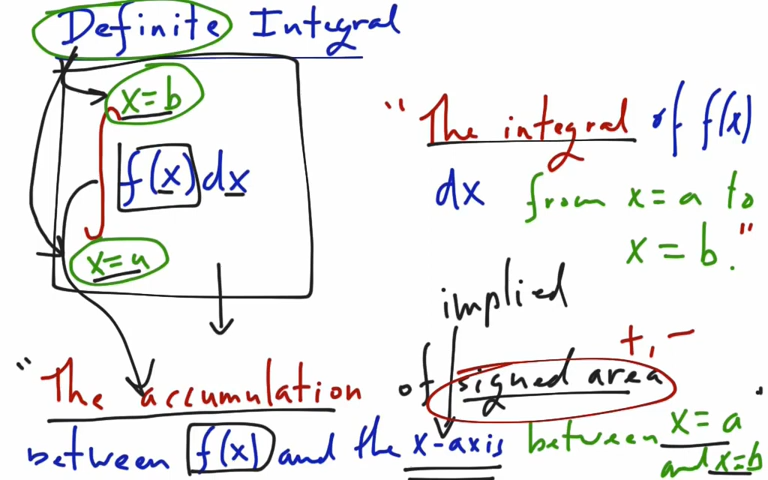 Definite Integral
x=b
∫f(x)dx
x=a
"The integral of f(x)
dx from x=a to
x=b."
implied
+, -
"The accumulation of signed area
between f(x) and the x-axis between x=a
and x=b